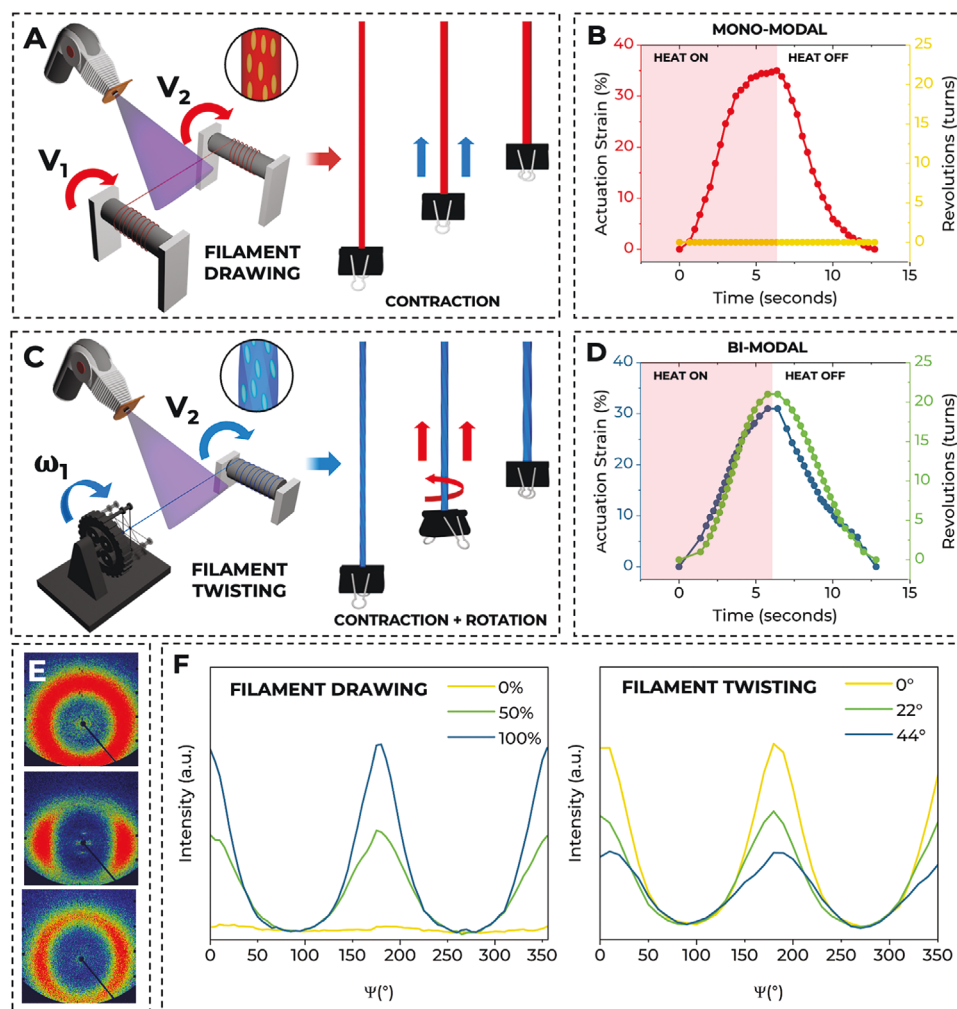 A
V₁
V₂
FILAMENT
DRAWING
CONTRACTION
B
MONO-MODAL
HEAT ON
HEAT OFF
40
30
20
10
0
Actuation Strain (%)
25
20
15
10
5
0
Revolutions (turns)
0
5
10
15
Time (seconds)
C
ω₁
V₂
FILAMENT
TWISTING
CONTRACTION + ROTATION
D
BI-MODAL
HEAT ON
HEAT OFF
40
30
20
10
0
Actuation Strain (%)
25
20
15
10
5
0
Revolutions (turns)
0
5
10
15
Time (seconds)
E
F
FILAMENT DRAWING
0%
50%
100%
Intensity (a.u.)
0
50
100
150
200
250
300
350
Ψ(°)
FILAMENT TWISTING
0°
22°
44°
Intensity (a.u.)
0
50
100
150
200
250
300
350
Ψ(°)